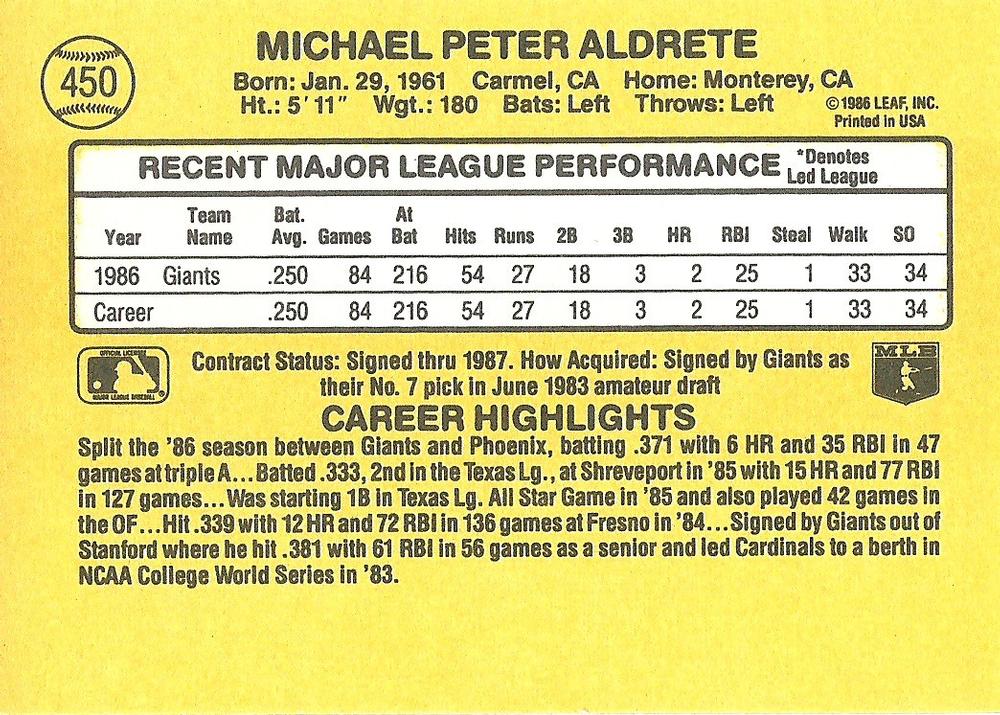 450
MICHAEL PETER ALDRETE
Born: Jan. 29, 1961 Carmel, CA Home: Monterey, CA
Ht.: 5' 11" Wgt.: 180 Bats: Left Throws: Left
©1986 LEAF, INC.
Printed in USA
RECENT MAJOR LEAGUE PERFORMANCE *Denotes
Led League
Year Team Name Bat. Avg. Games At Bat Hits Runs 2B 3B HR RBI Steal Walk SO
1986 Giants .250 84 216 54 27 18 3 2 25 1 33 34
Career .250 84 216 54 27 18 3 2 25 1 33 34
OFFICIAL LICENSEE
MAJOR LEAGUE BASEBALL
®
Contract Status: Signed thru 1987. How Acquired: Signed by Giants as
their No. 7 pick in June 1983 amateur draft
MLB
CAREER HIGHLIGHTS
Split the '86 season between Giants and Phoenix, batting .371 with 6 HR and 35 RBI in 47
games at triple A...Batted .333, 2nd in the Texas Lg., at Shreveport in '85 with 15 HR and 77 RBI
in 127 games...Was starting 1B in Texas Lg. All Star Game in '85 and also played 42 games in
the OF...Hit .339 with 12 HR and 72 RBI in 136 games at Fresno in '84...Signed by Giants out of
Stanford where he hit .381 with 61 RBI in 56 games as a senior and led Cardinals to a berth in
NCAA College World Series in '83.